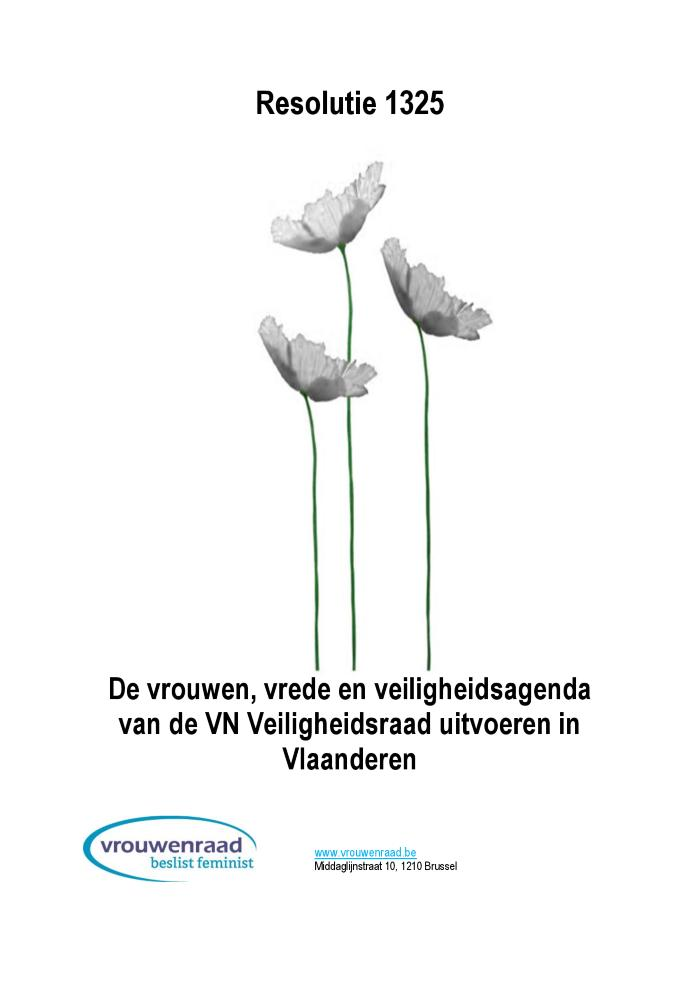 Resolutie 1325
De vrouwen, vrede en veiligheidsagenda
van de VN Veiligheidsraad uitvoeren in
Vlaanderen
vrouwenraad
beslist feminist
www.vrouwenraad.be
Middaglijnstraat 10, 1210 Brussel